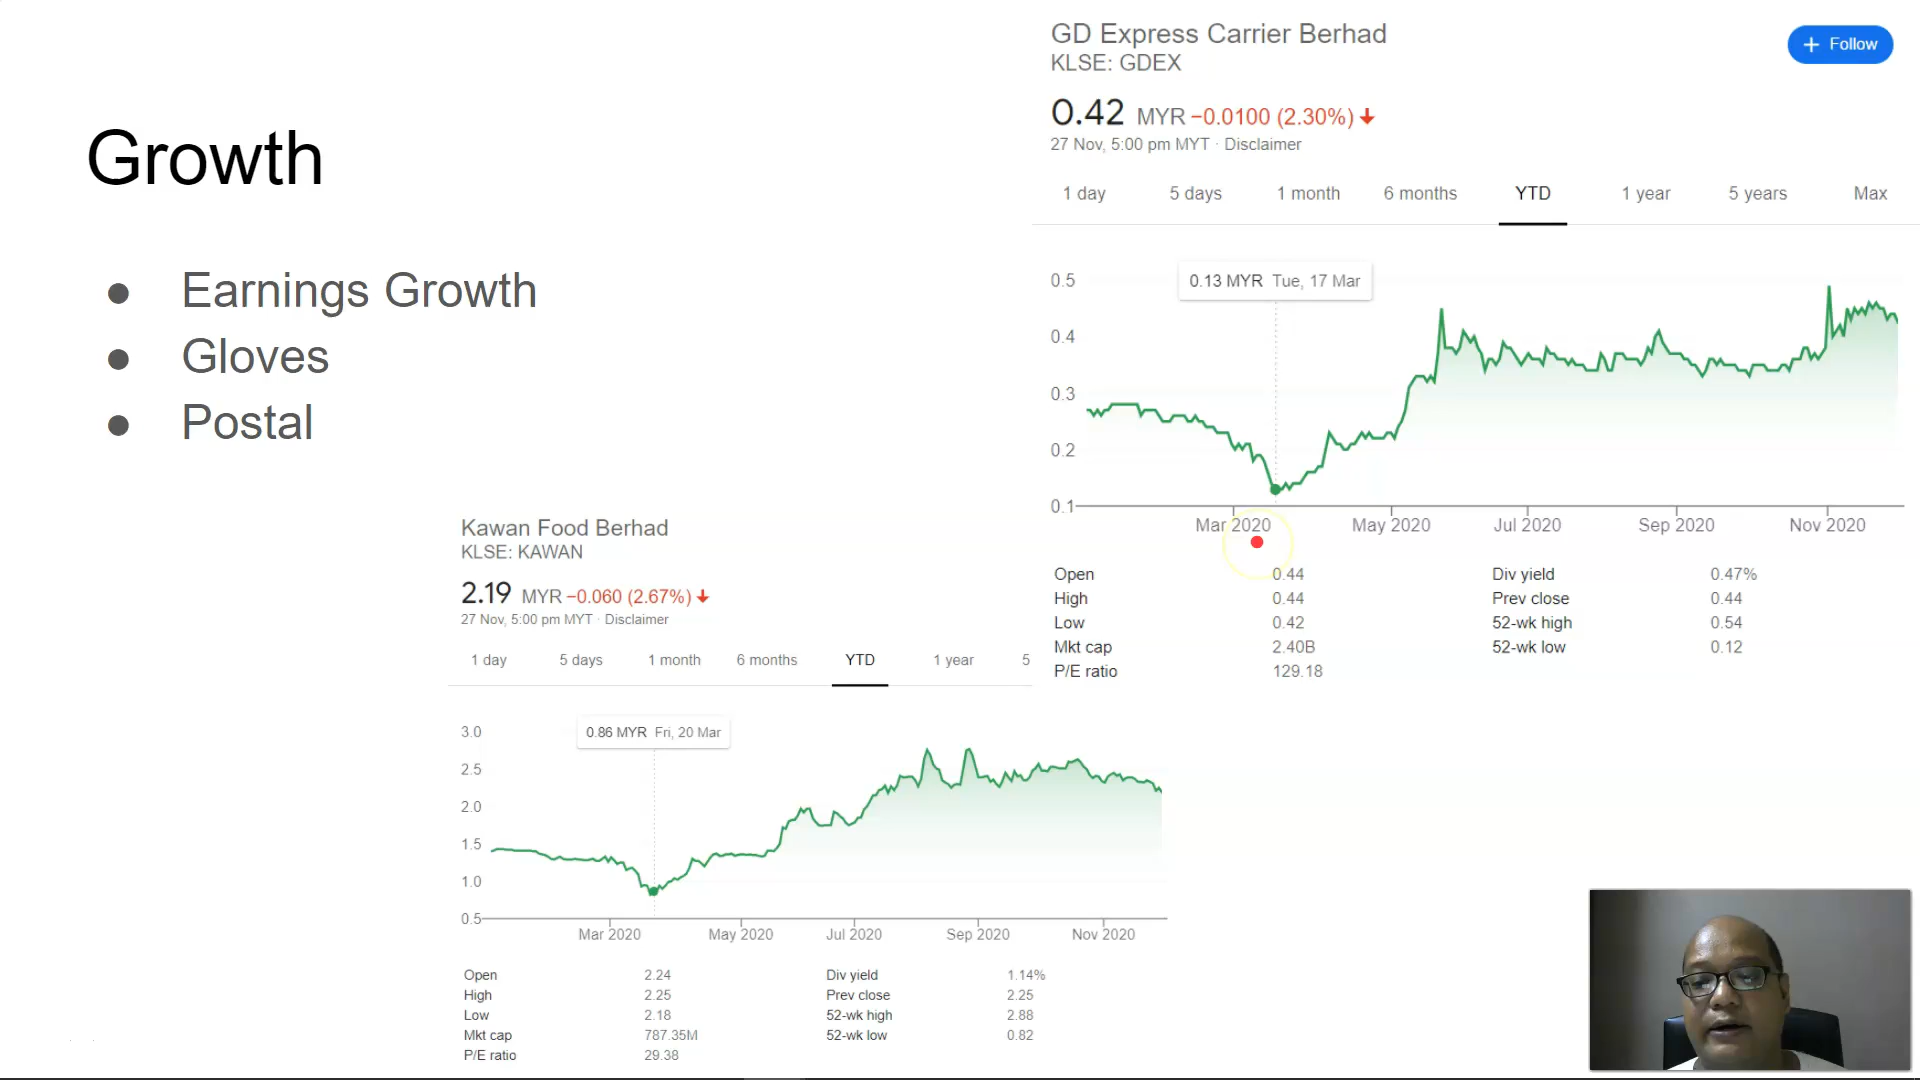 Growth
● Earnings Growth
● Gloves
● Postal
GD Express Carrier Berhad
KLSE: GDEX
+ Follow
0.42 MYR −0.0100 (2.30%) ↓
27 Nov, 5:00 pm MYT · Disclaimer
1 day 5 days 1 month 6 months YTD 1 year 5 years Max
0.13 MYR Tue, 17 Mar
0.5
0.4
0.3
0.2
0.1
Mar 2020 May 2020 Jul 2020 Sep 2020 Nov 2020
Open 0.44 Div yield 0.47%
High 0.44 Prev close 0.44
Low 0.42 52-wk high 0.54
Mkt cap 2.40B 52-wk low 0.12
P/E ratio 129.18
Kawan Food Berhad
KLSE: KAWAN
2.19 MYR −0.060 (2.67%) ↓
27 Nov, 5:00 pm MYT · Disclaimer
1 day 5 days 1 month 6 months YTD 1 year 5
0.86 MYR Fri, 20 Mar
3.0
2.5
2.0
1.5
1.0
0.5
Mar 2020 May 2020 Jul 2020 Sep 2020 Nov 2020
Open 2.24 Div yield 1.14%
High 2.25 Prev close 2.25
Low 2.18 52-wk high 2.88
Mkt cap 787.35M 52-wk low 0.82
P/E ratio 29.38